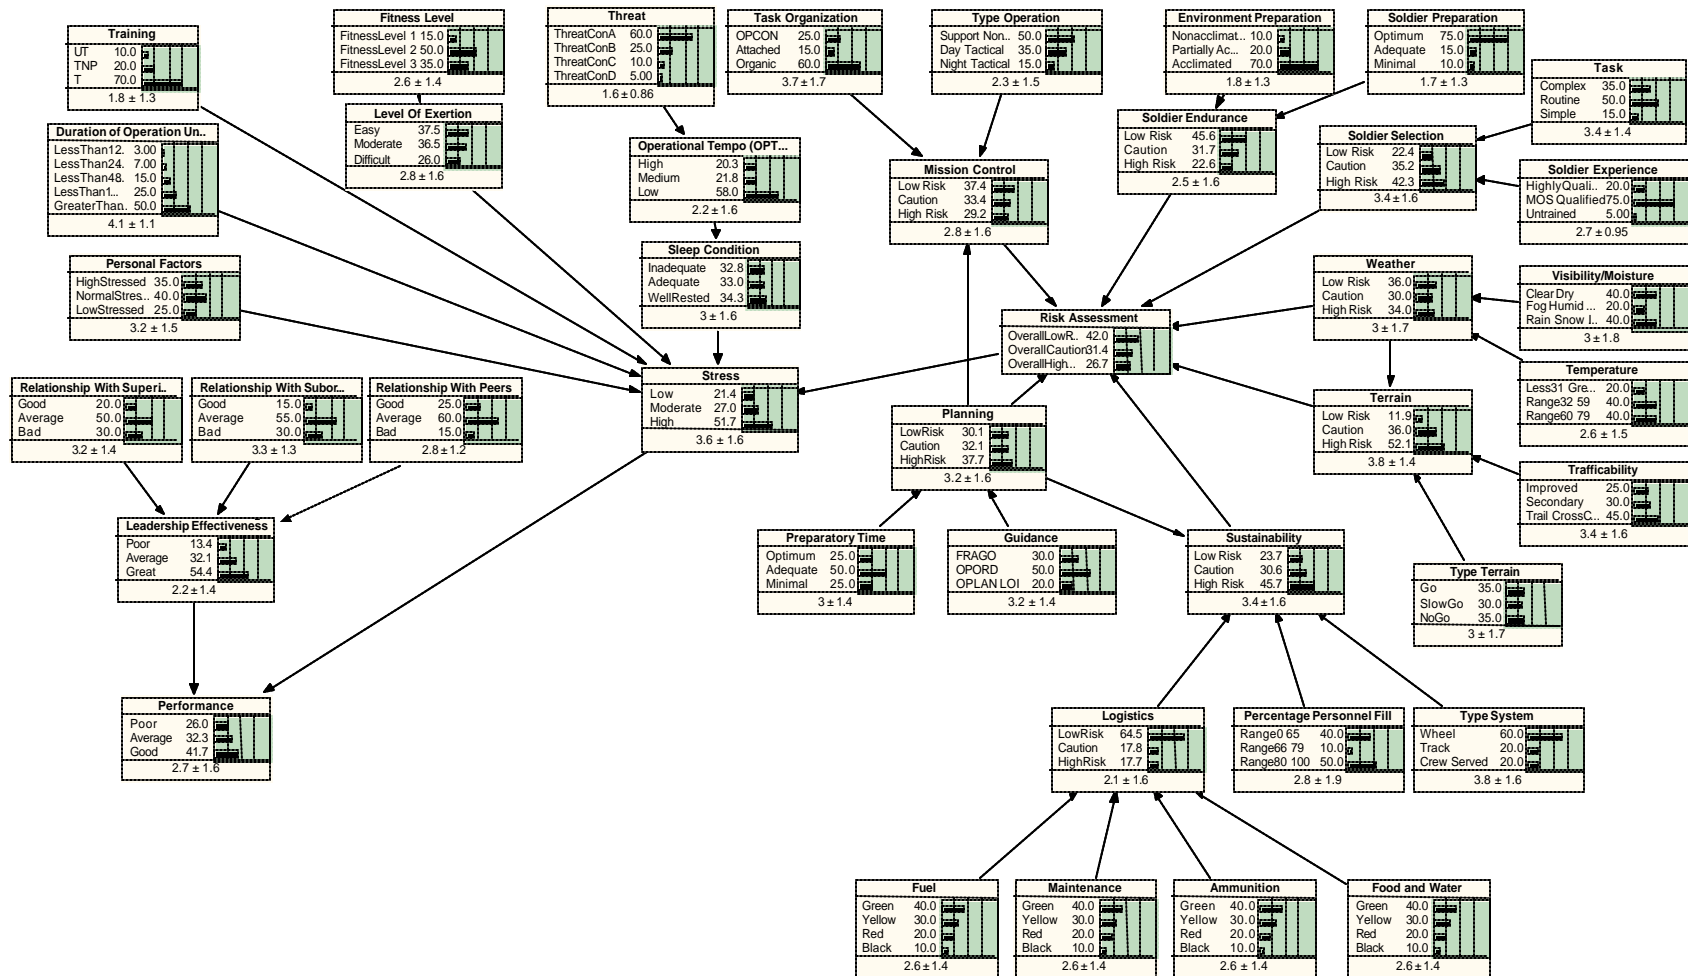 Training
UT 10.0
TNP 20.0
T 70.0
1.8 ± 1.3
Fitness Level
FitnessLevel 1 15.0
FitnessLevel 2 50.0
FitnessLevel 3 35.0
2.6 ± 1.4
Threat
ThreatConA 60.0
ThreatConB 25.0
ThreatConC 10.0
ThreatConD 5.00
1.6 ± 0.86
Task Organization
OPCON 25.0
Attached 15.0
Organic 60.0
3.7 ± 1.7
Type Operation
Support Non.. 50.0
Day Tactical 35.0
Night Tactical 15.0
2.3 ± 1.5
Environment Preparation
Nonacclimat... 10.0
Partially Ac... 20.0
Acclimated 70.0
1.8 ± 1.3
Soldier Preparation
Optimum 75.0
Adequate 15.0
Minimal 10.0
1.7 ± 1.3
Task
Complex 35.0
Routine 50.0
Simple 15.0
3.4 ± 1.4
Duration of Operation Un..
LessThan12. 3.00
LessThan24. 7.00
LessThan48. 15.0
LessThan1... 25.0
GreaterThan.. 50.0
4.1 ± 1.1
Level Of Exertion
Easy 37.5
Moderate 36.5
Difficult 26.0
2.8 ± 1.6
Operational Tempo (OPT...
High 20.3
Medium 21.8
Low 58.0
2.2 ± 1.6
Mission Control
Low Risk 37.4
Caution 33.4
High Risk 29.2
2.8 ± 1.6
Soldier Endurance
Low Risk 45.6
Caution 31.7
High Risk 22.6
2.5 ± 1.6
Soldier Selection
Low Risk 22.4
Caution 35.2
High Risk 42.3
3.4 ± 1.6
Soldier Experience
HighlyQuali.. 20.0
MOS Qualified 75.0
Untrained 5.00
2.7 ± 0.95
Personal Factors
HighStressed 35.0
NormalStres... 40.0
LowStressed 25.0
3.2 ± 1.5
Sleep Condition
Inadequate 32.8
Adequate 33.0
WellRested 34.3
3 ± 1.6
Weather
Low Risk 36.0
Caution 30.0
High Risk 34.0
3 ± 1.7
Visibility/Moisture
ClearDry 40.0
Fog Humid ... 20.0
Rain Snow I.. 40.0
3 ± 1.8
Risk Assessment
OverallLowR.. 42.0
OverallCaution 31.4
OverallHigh... 26.7
Relationship With Superi..
Good 20.0
Average 50.0
Bad 30.0
3.2 ± 1.4
Relationship With Subor...
Good 15.0
Average 55.0
Bad 30.0
3.3 ± 1.3
Relationship With Peers
Good 25.0
Average 60.0
Bad 15.0
2.8 ± 1.2
Stress
Low 21.4
Moderate 27.0
High 51.7
3.6 ± 1.6
Planning
LowRisk 30.1
Caution 32.1
HighRisk 37.7
3.2 ± 1.6
Terrain
Low Risk 11.9
Caution 36.0
High Risk 52.1
3.8 ± 1.4
Temperature
Less31 Gre... 20.0
Range32 59 40.0
Range60 79 40.0
2.6 ± 1.5
Trafficability
Improved 25.0
Secondary 30.0
Trail CrossC... 45.0
3.4 ± 1.6
Leadership Effectiveness
Poor 13.4
Average 32.1
Great 54.4
2.2 ± 1.4
Preparatory Time
Optimum 25.0
Adequate 50.0
Minimal 25.0
3 ± 1.4
Guidance
FRAGO 30.0
OPORD 50.0
OPLAN LOI 20.0
3.2 ± 1.4
Sustainability
Low Risk 23.7
Caution 30.6
High Risk 45.7
3.4 ± 1.6
Type Terrain
Go 35.0
SlowGo 30.0
NoGo 35.0
3 ± 1.7
Performance
Poor 26.0
Average 32.3
Good 41.7
2.7 ± 1.6
Logistics
LowRisk 64.5
Caution 17.8
HighRisk 17.7
2.1 ± 1.6
Percentage Personnel Fill
Range0 65 40.0
Range66 79 10.0
Range80 100 50.0
2.8 ± 1.9
Type System
Wheel 60.0
Track 20.0
Crew Served 20.0
3.8 ± 1.6
Fuel
Green 40.0
Yellow 30.0
Red 20.0
Black 10.0
2.6 ± 1.4
Maintenance
Green 40.0
Yellow 30.0
Red 20.0
Black 10.0
2.6 ± 1.4
Ammunition
Green 40.0
Yellow 30.0
Red 20.0
Black 10.0
2.6 ± 1.4
Food and Water
Green 40.0
Yellow 30.0
Red 20.0
Black 10.0
2.6 ± 1.4